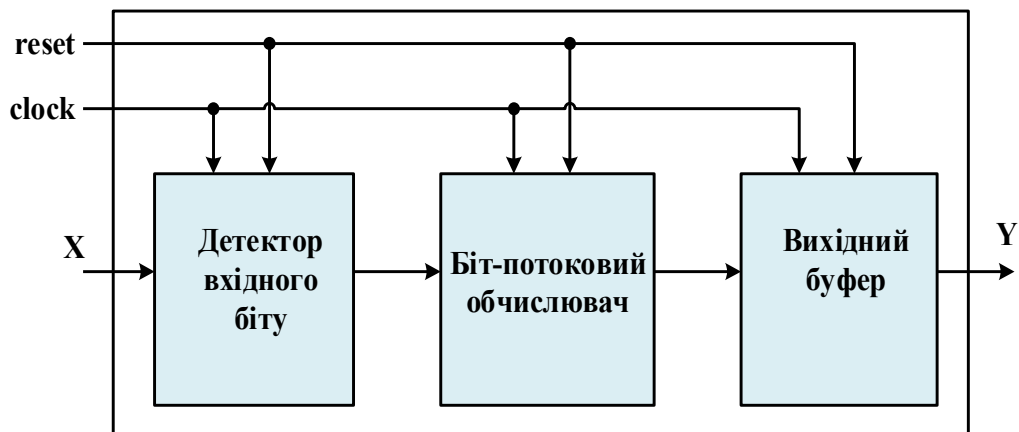 reset
clock
X
Детектор
вхідного
біту
Біт-потоковий
обчислювач
Вихідний
буфер
Y